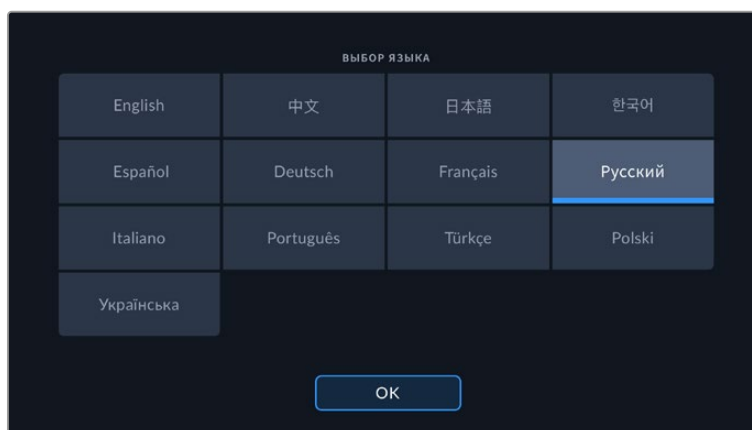 ВЫБОР ЯЗЫКА
English 中文 日本語 한국어
Español Deutsch Français Русский
Italiano Português Türkçe Polski
Українська
OK